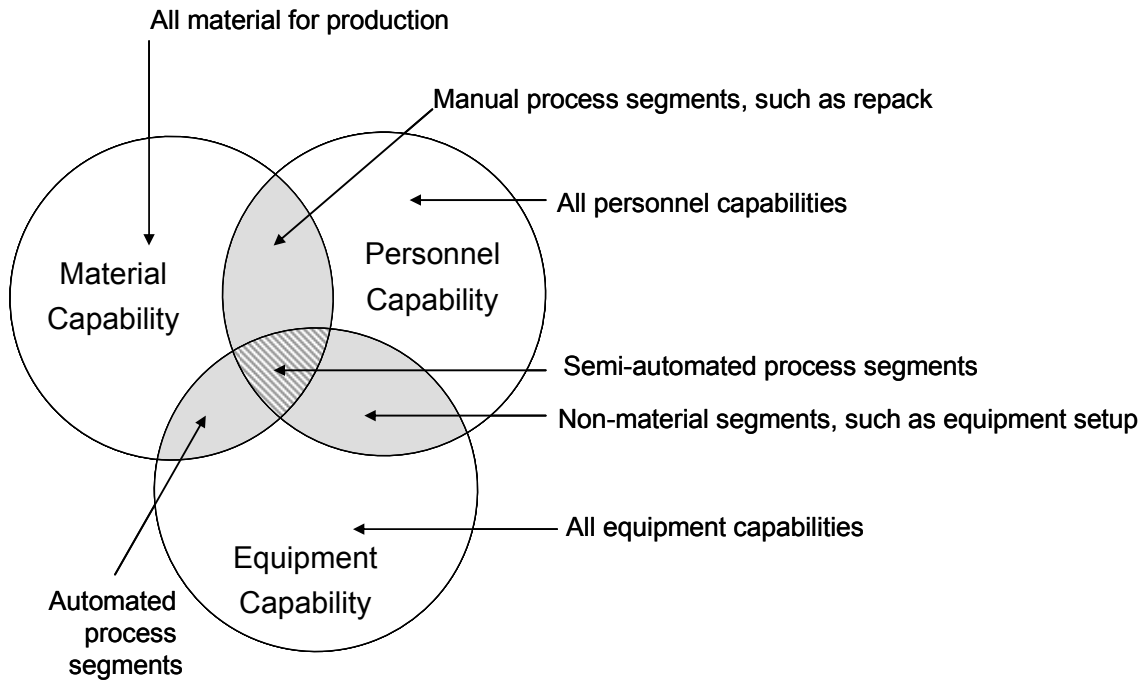 All material for production
Manual process segments, such as repack
All personnel capabilities
Personnel
Capability
Material
Capability
Semi-automated process segments
Non-material segments, such as equipment setup
All equipment capabilities
Equipment
Capability
Automated
process
segments